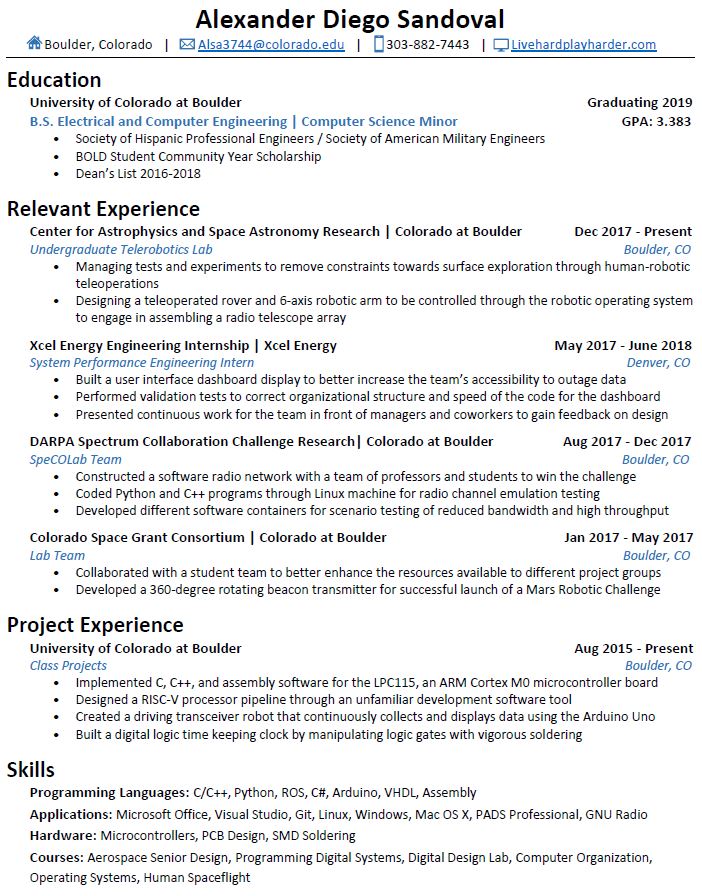 Alexander Diego Sandoval
Boulder, Colorado | Alsa3744@colorado.edu | 303-882-7443 | Livehardplayharder.com
Education
University of Colorado at Boulder Graduating 2019
B.S. Electrical and Computer Engineering | Computer Science Minor GPA: 3.383
• Society of Hispanic Professional Engineers / Society of American Military Engineers
• BOLD Student Community Year Scholarship
• Dean's List 2016-2018
Relevant Experience
Center for Astrophysics and Space Astronomy Research | Colorado at Boulder Dec 2017 - Present
Undergraduate Telerobotics Lab Boulder, CO
• Managing tests and experiments to remove constraints towards surface exploration through human-robotic
teleoperations
• Designing a teleoperated rover and 6-axis robotic arm to be controlled through the robotic operating system
to engage in assembling a radio telescope array
Xcel Energy Engineering Internship | Xcel Energy May 2017 - June 2018
System Performance Engineering Intern Denver, CO
• Built a user interface dashboard display to better increase the team's accessibility to outage data
• Performed validation tests to correct organizational structure and speed of the code for the dashboard
• Presented continuous work for the team in front of managers and coworkers to gain feedback on design
DARPA Spectrum Collaboration Challenge Research| Colorado at Boulder Aug 2017 - Dec 2017
SpeCOLab Team Boulder, CO
• Constructed a software radio network with a team of professors and students to win the challenge
• Coded Python and C++ programs through Linux machine for radio channel emulation testing
• Developed different software containers for scenario testing of reduced bandwidth and high throughput
Colorado Space Grant Consortium | Colorado at Boulder Jan 2017 - May 2017
Lab Team Boulder, CO
• Collaborated with a student team to better enhance the resources available to different project groups
• Developed a 360-degree rotating beacon transmitter for successful launch of a Mars Robotic Challenge
Project Experience
University of Colorado at Boulder Aug 2015 - Present
Class Projects Boulder, CO
• Implemented C, C++, and assembly software for the LPC115, an ARM Cortex M0 microcontroller board
• Designed a RISC-V processor pipeline through an unfamiliar development software tool
• Created a driving transceiver robot that continuously collects and displays data using the Arduino Uno
• Built a digital logic time keeping clock by manipulating logic gates with vigorous soldering
Skills
Programming Languages: C/C++, Python, ROS, C#, Arduino, VHDL, Assembly
Applications: Microsoft Office, Visual Studio, Git, Linux, Windows, Mac OS X, PADS Professional, GNU Radio
Hardware: Microcontrollers, PCB Design, SMD Soldering
Courses: Aerospace Senior Design, Programming Digital Systems, Digital Design Lab, Computer Organization,
Operating Systems, Human Spaceflight